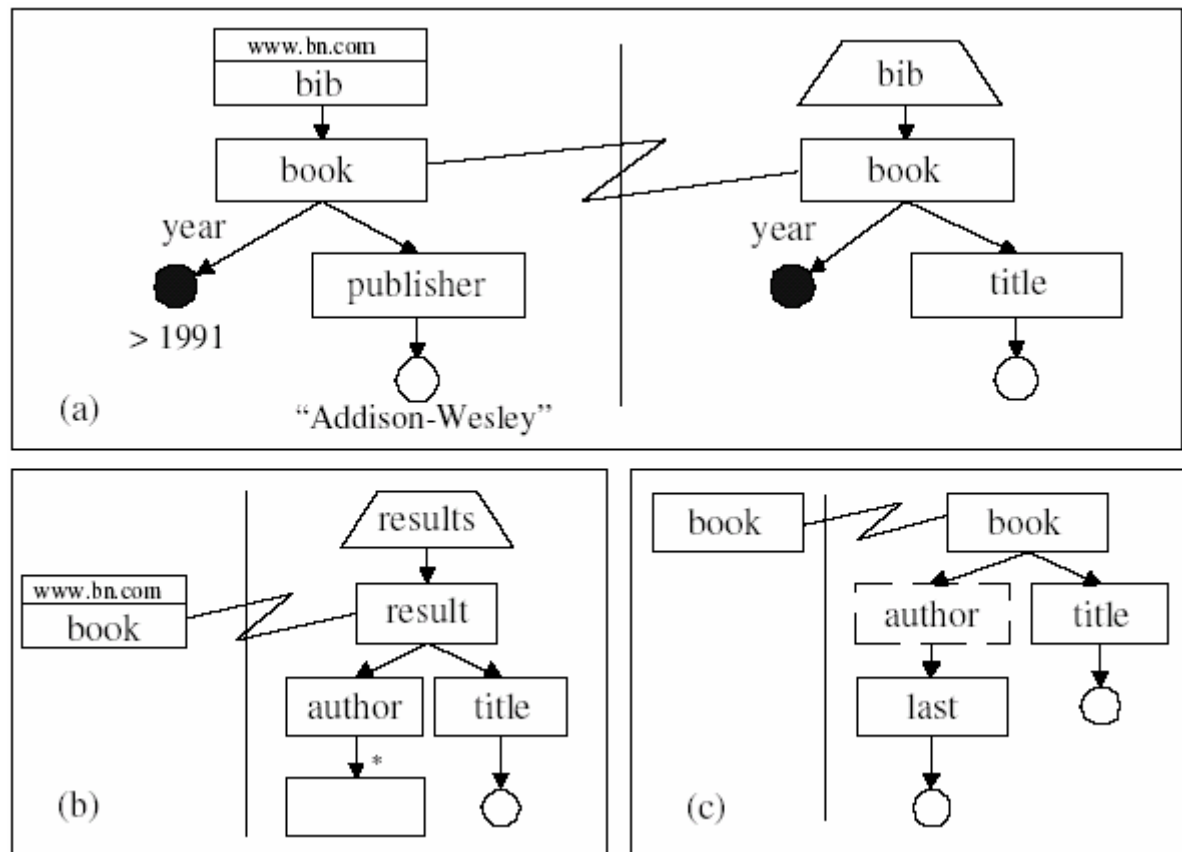 www.bn.com
bib
book
year
> 1991
publisher
“Addison-Wesley”
(a)
bib
book
year
title
www.bn.com
book
results
result
author
title
*
(b)
book
book
author
title
last
(c)